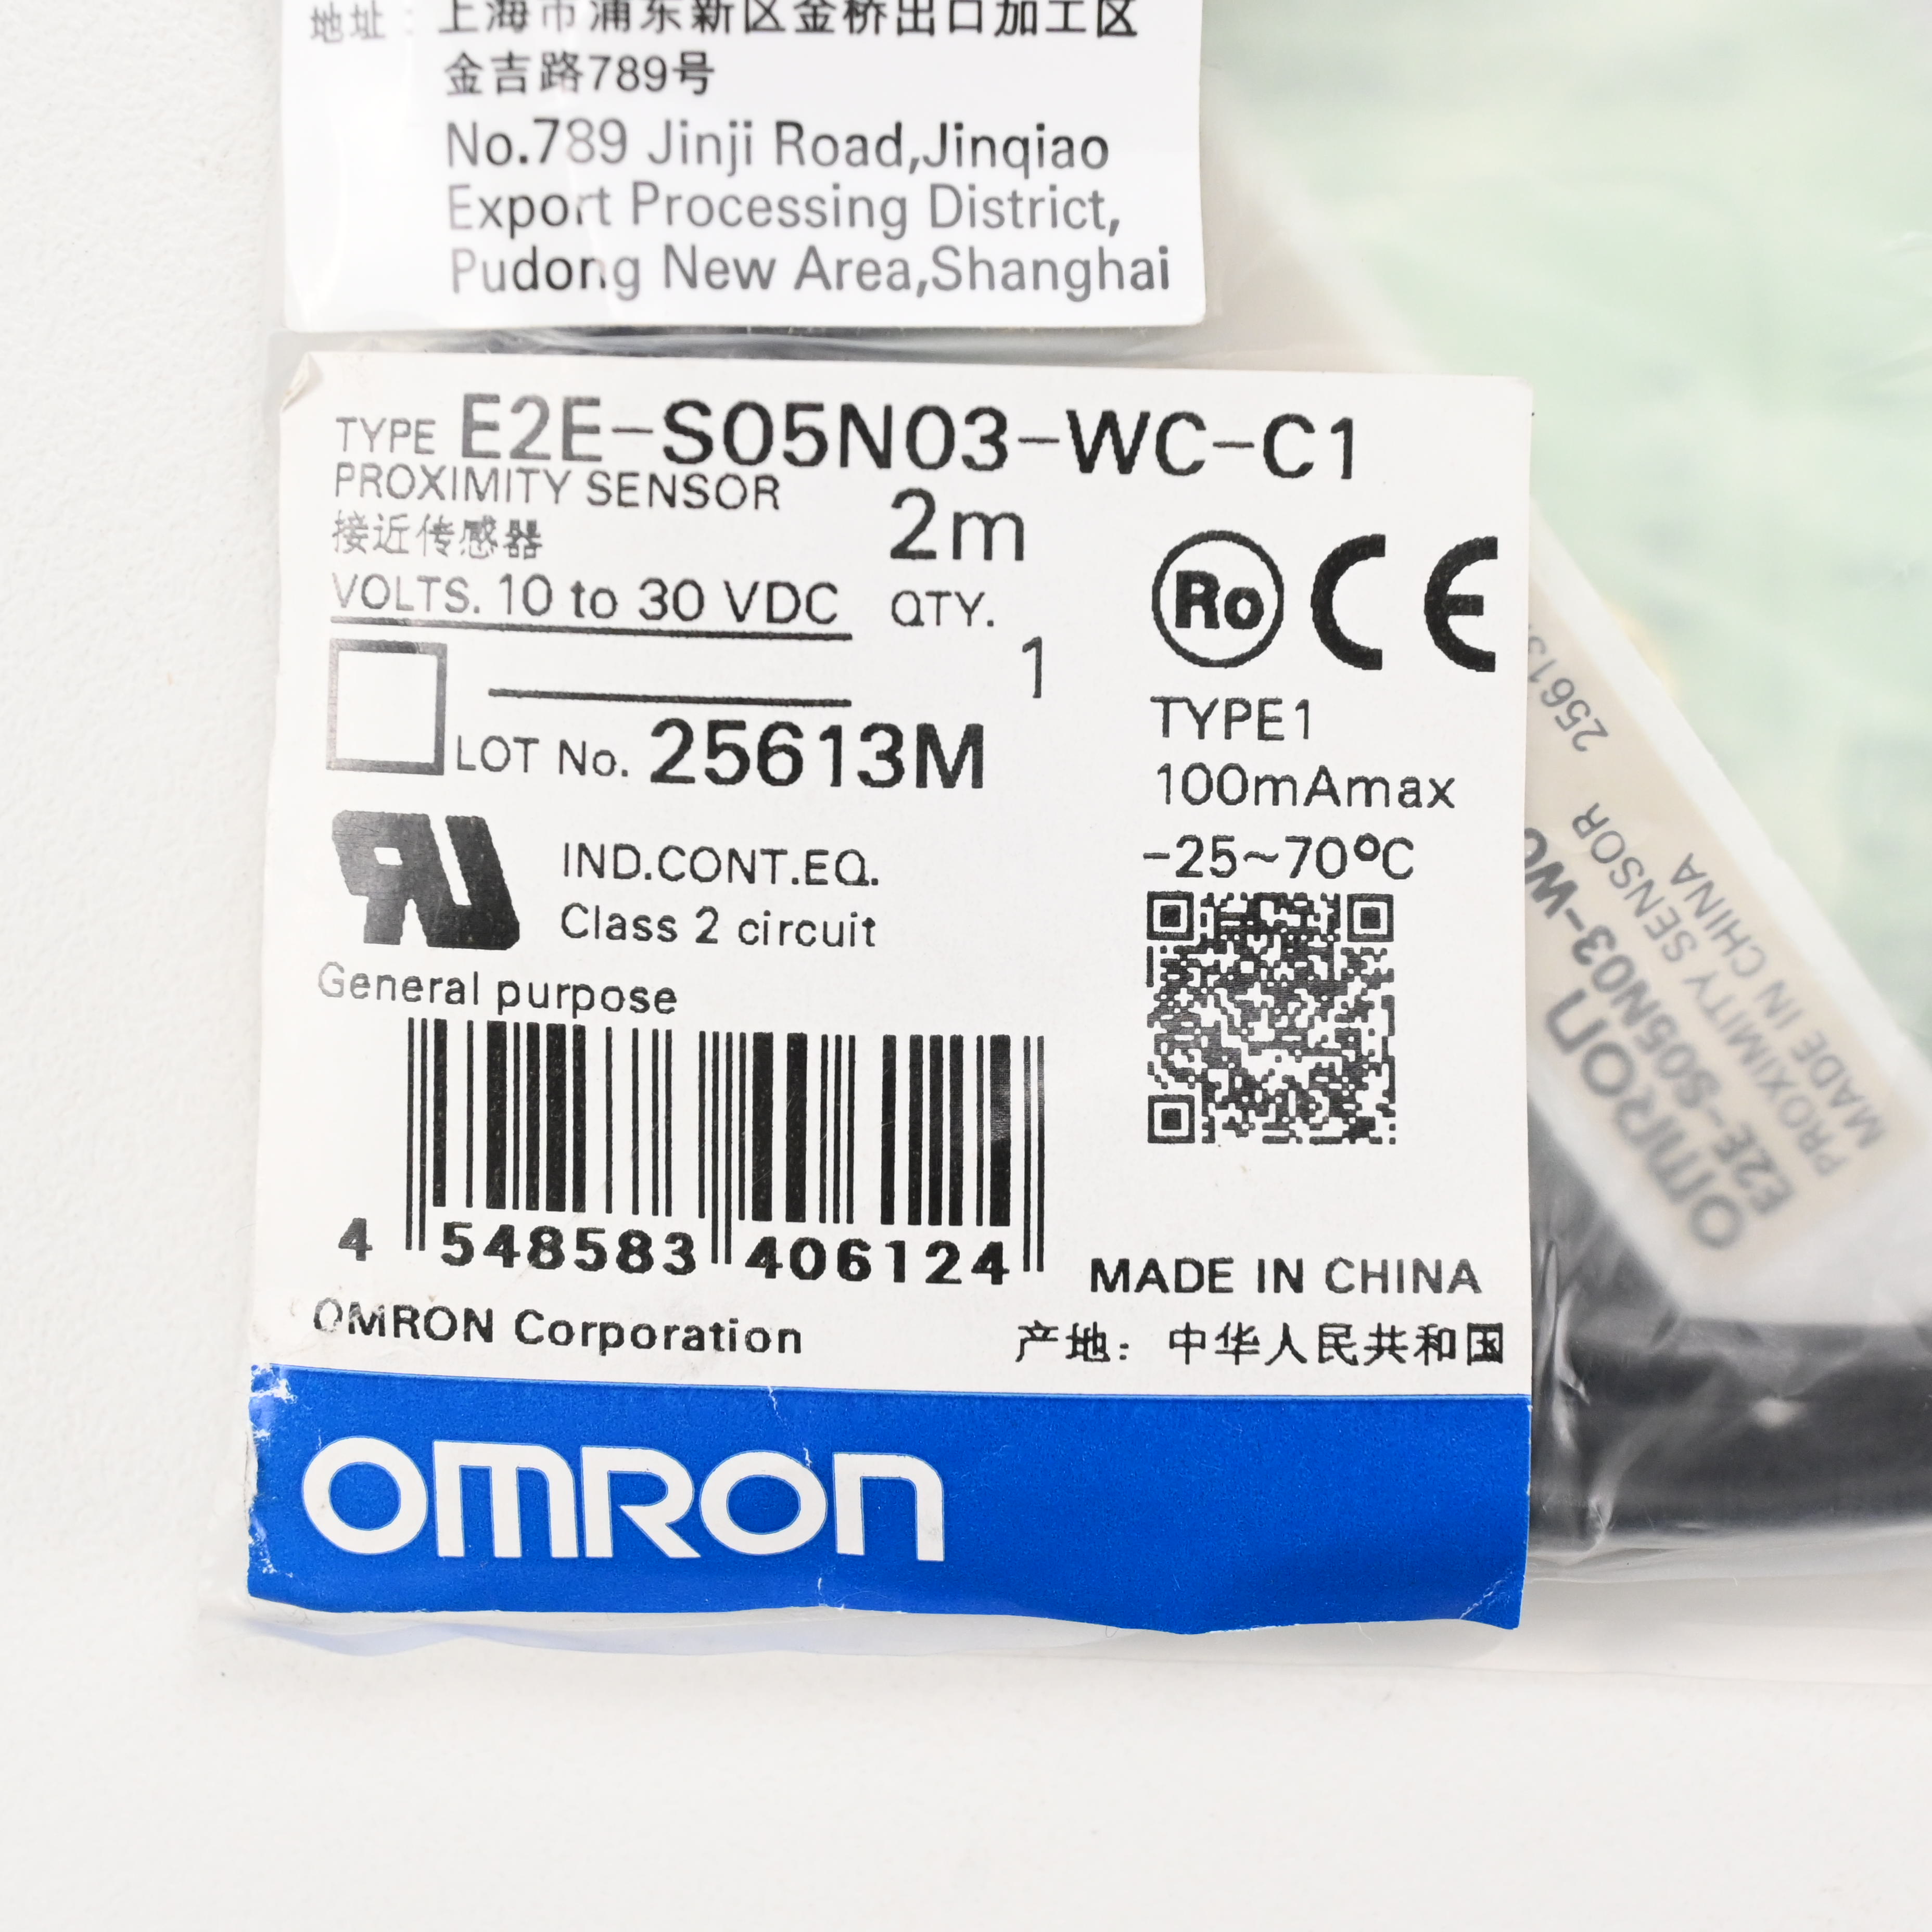 地址：上海市浦东新区金桥出口加工区
金吉路789号
No.789 Jinji Road,Jinqiao
Export Processing District,
Pudong New Area,Shanghai
TYPE E2E-S05N03-WC-C1
PROXIMITY SENSOR
接近传感器
2m
VOLTS. 10 to 30 VDC
QTY.
1
LOT No. 25613M
IND.CONT.EQ.
Class 2 circuit
General purpose
4 548583 406124
OMRON Corporation
Ro CE
TYPE1
100mAmax
-25~70°C
MADE IN CHINA
产地：中华人民共和国
OMRON
OMRON
E2E-S05N03-WC
PROXIMITY SENSOR 25613
MADE IN CHINA